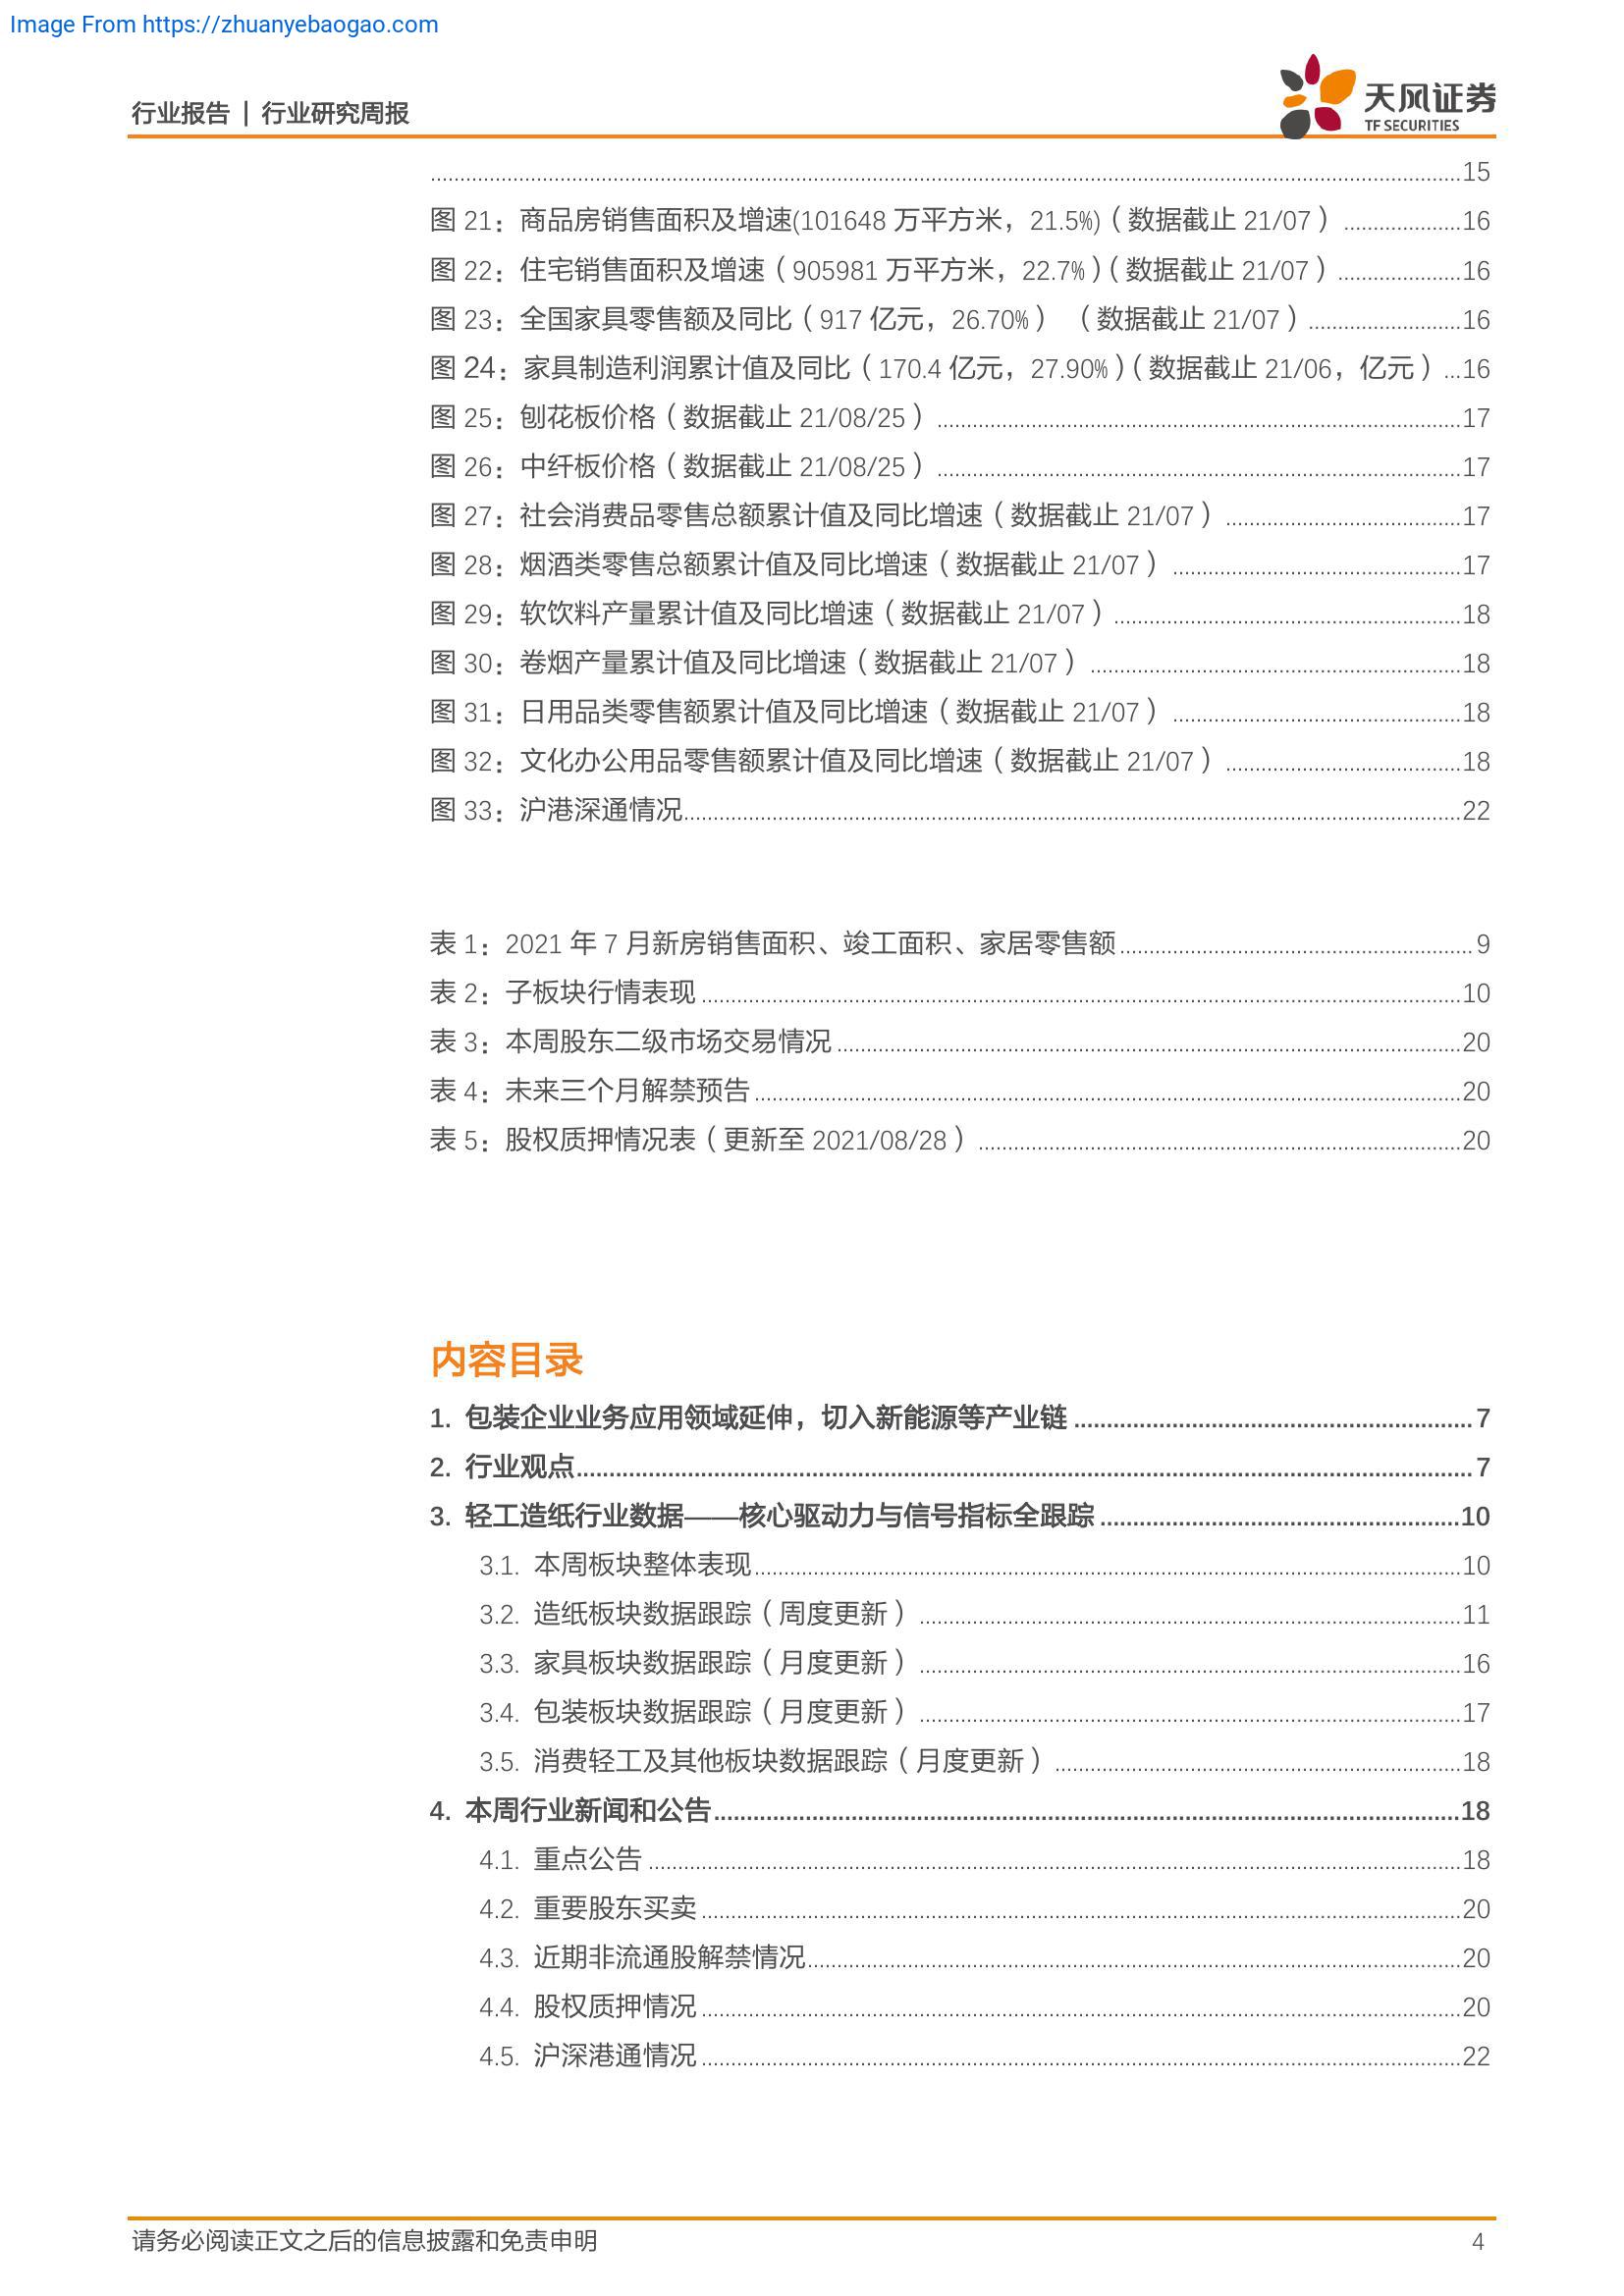 Image From https://zhuanyebaogao.com
行业报告 | 行业研究周报
天风证券
TF SECURITIES
....................15
图 21：商品房销售面积及增速(101648 万平方米，21.5%)（数据截止 21/07）....................16
图 22：住宅销售面积及增速（905981 万平方米，22.7%）（数据截止 21/07）....................16
图 23：全国家具零售额及同比（917 亿元，26.70%） （数据截止 21/07）....................16
图 24：家具制造利润累计值及同比（170.4 亿元，27.90%）（数据截止 21/06，亿元）...16
图 25：刨花板价格（数据截止 21/08/25）....................17
图 26：中纤板价格（数据截止 21/08/25）....................17
图 27：社会消费品零售总额累计值及同比增速（数据截止 21/07）....................17
图 28：烟酒类零售总额累计值及同比增速（数据截止 21/07）....................17
图 29：软饮料产量累计值及同比增速（数据截止 21/07）....................18
图 30：卷烟产量累计值及同比增速（数据截止 21/07）....................18
图 31：日用品类零售额累计值及同比增速（数据截止 21/07）....................18
图 32：文化办公用品零售额累计值及同比增速（数据截止 21/07）....................18
图 33：沪港深通情况....................22
表 1：2021 年 7 月新房销售面积、竣工面积、家居零售额....................9
表 2：子板块行情表现....................10
表 3：本周股东二级市场交易情况....................20
表 4：未来三个月解禁预告....................20
表 5：股权质押情况表（更新至 2021/08/28）....................20
内容目录
1. 包装企业业务应用领域延伸，切入新能源等产业链....................7
2. 行业观点....................7
3. 轻工造纸行业数据——核心驱动力与信号指标全跟踪....................10
3.1. 本周板块整体表现....................10
3.2. 造纸板块数据跟踪（周度更新）....................11
3.3. 家具板块数据跟踪（月度更新）....................16
3.4. 包装板块数据跟踪（月度更新）....................17
3.5. 消费轻工及其他板块数据跟踪（月度更新）....................18
4. 本周行业新闻和公告....................18
4.1. 重点公告....................18
4.2. 重要股东买卖....................20
4.3. 近期非流通股解禁情况....................20
4.4. 股权质押情况....................20
4.5. 沪深港通情况....................22
请务必阅读正文之后的信息披露和免责申明 4